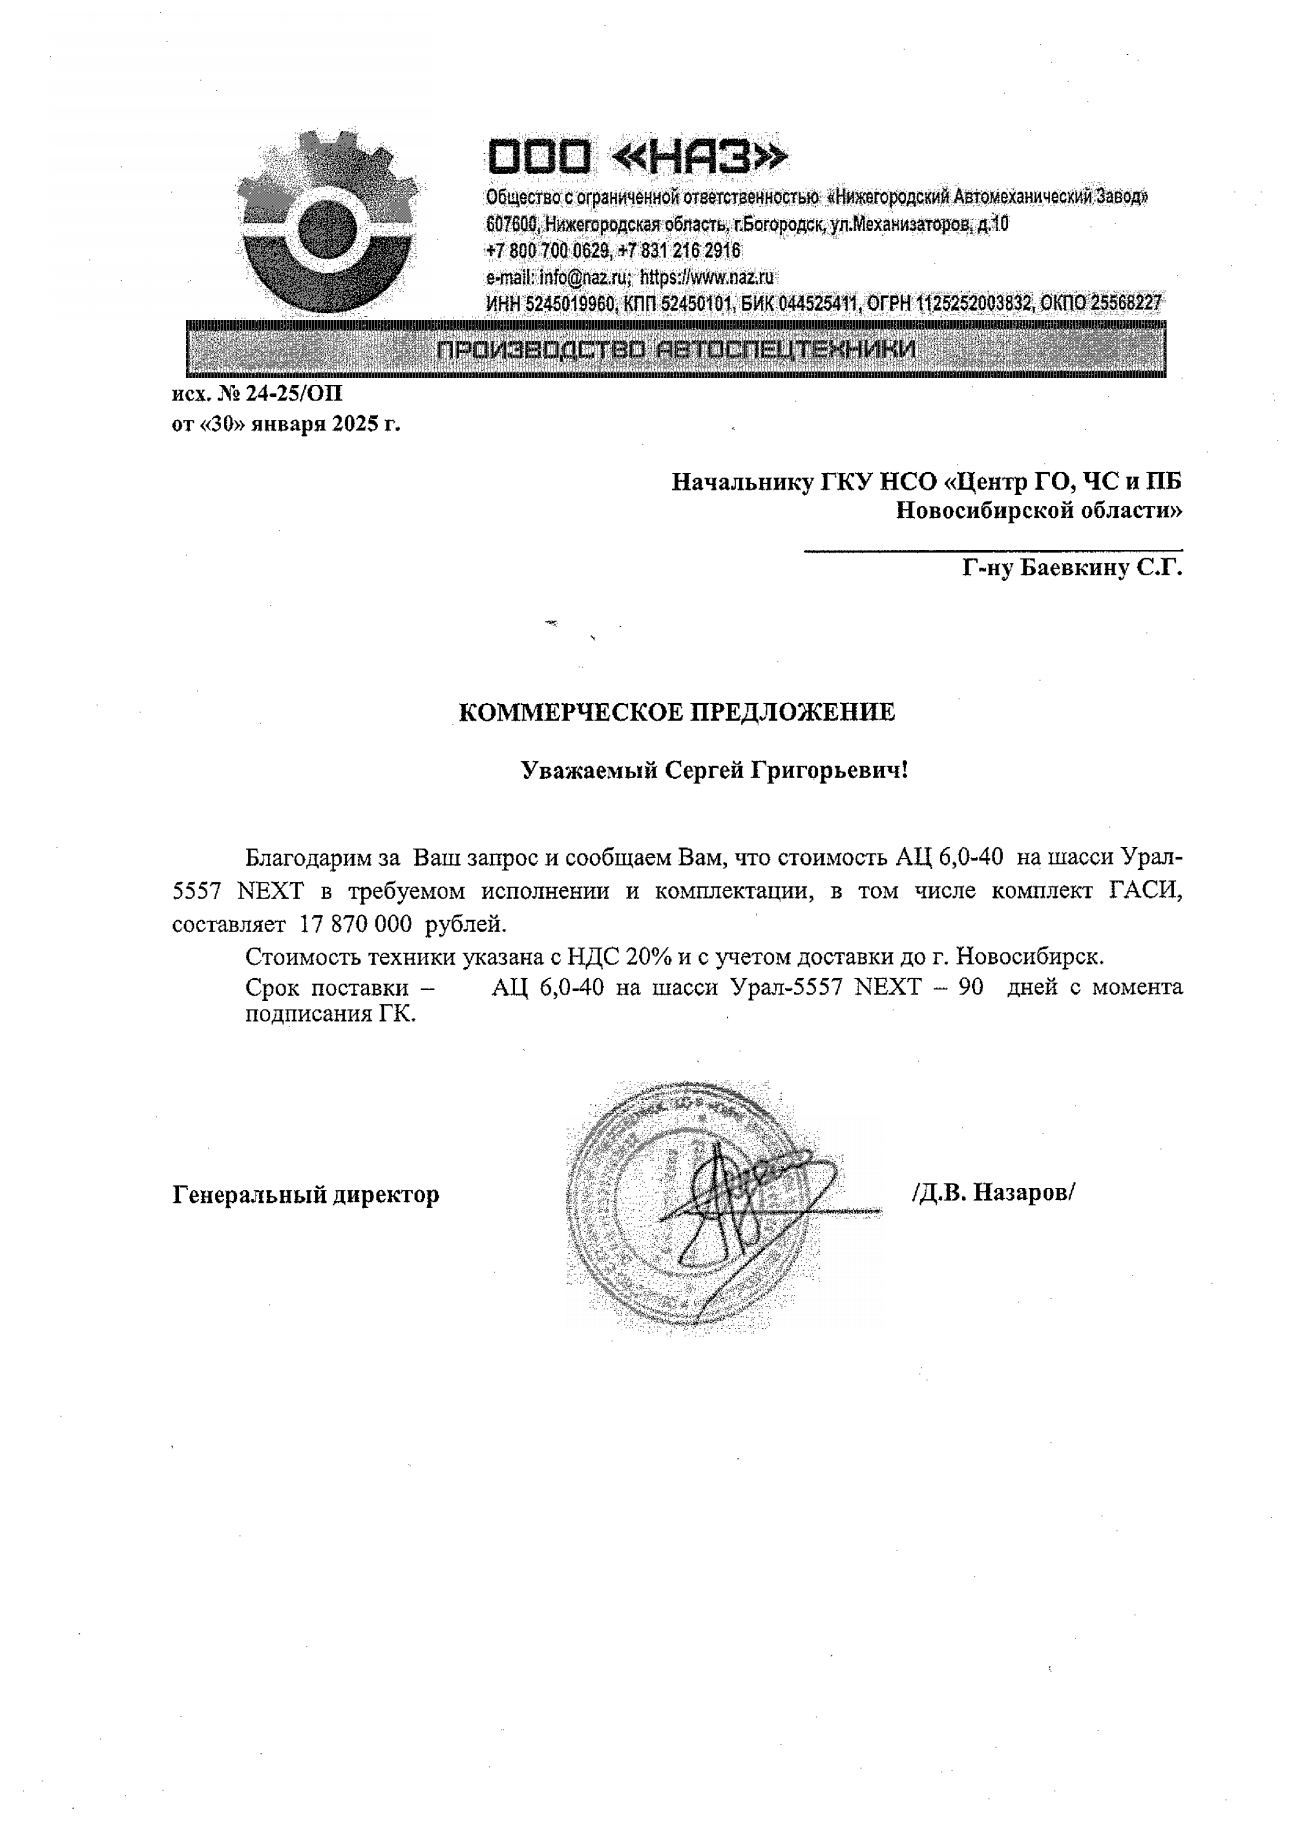 ООО «НАЗ»
Общество с ограниченной ответственностью «Нижегородский Автомеханический Завод»
607600, Нижегородская область, г.Богородск, ул.Механизаторов, д.10
+7 800 700 0629, +7 831 216 2916
e-mail: info@naz.ru; https://www.naz.ru
ИНН 5245019960, КПП 52450101, БИК 044525411, ОГРН 1125252003832, ОКПО 25568227
ПРОИЗВОДСТВО АВТОСПЕЦТЕХНИКИ
исх. № 24-25/ОП
от «30» января 2025 г.
Начальнику ГКУ НСО «Центр ГО, ЧС и ПБ
Новосибирской области»
Г-ну Баевкину С.Г.
КОММЕРЧЕСКОЕ ПРЕДЛОЖЕНИЕ
Уважаемый Сергей Григорьевич!
Благодарим за Ваш запрос и сообщаем Вам, что стоимость АЦ 6,0-40 на шасси Урал-
5557 NEXT в требуемом исполнении и комплектации, в том числе комплект ГАСИ,
составляет 17 870 000 рублей.
Стоимость техники указана с НДС 20% и с учетом доставки до г. Новосибирск.
Срок поставки – АЦ 6,0-40 на шасси Урал-5557 NEXT – 90 дней с момента
подписания ГК.
Генеральный директор
/Д.В. Назаров/